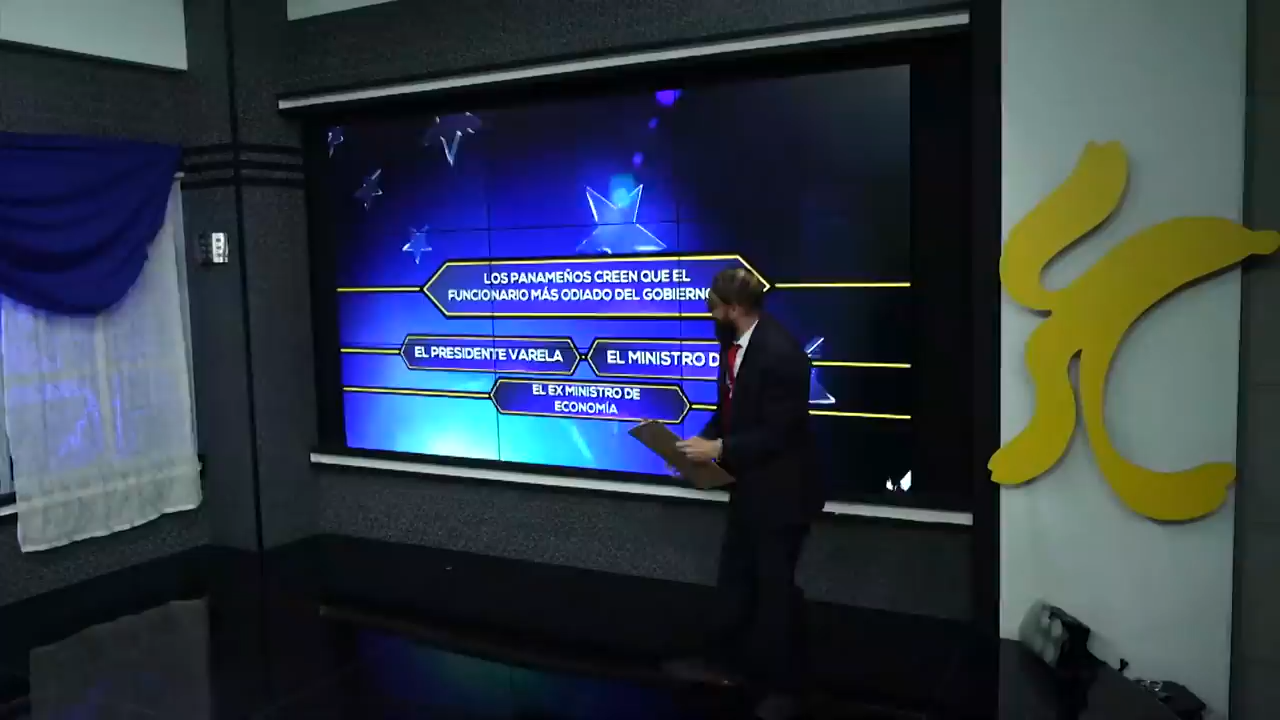 LOS PANAMEÑOS CREEN QUE EL
FUNCIONARIO MÁS ODIADO DEL GOBIERNO
EL PRESIDENTE VARELA
EL MINISTRO
EL EX MINISTRO DE
ECONOMÍA